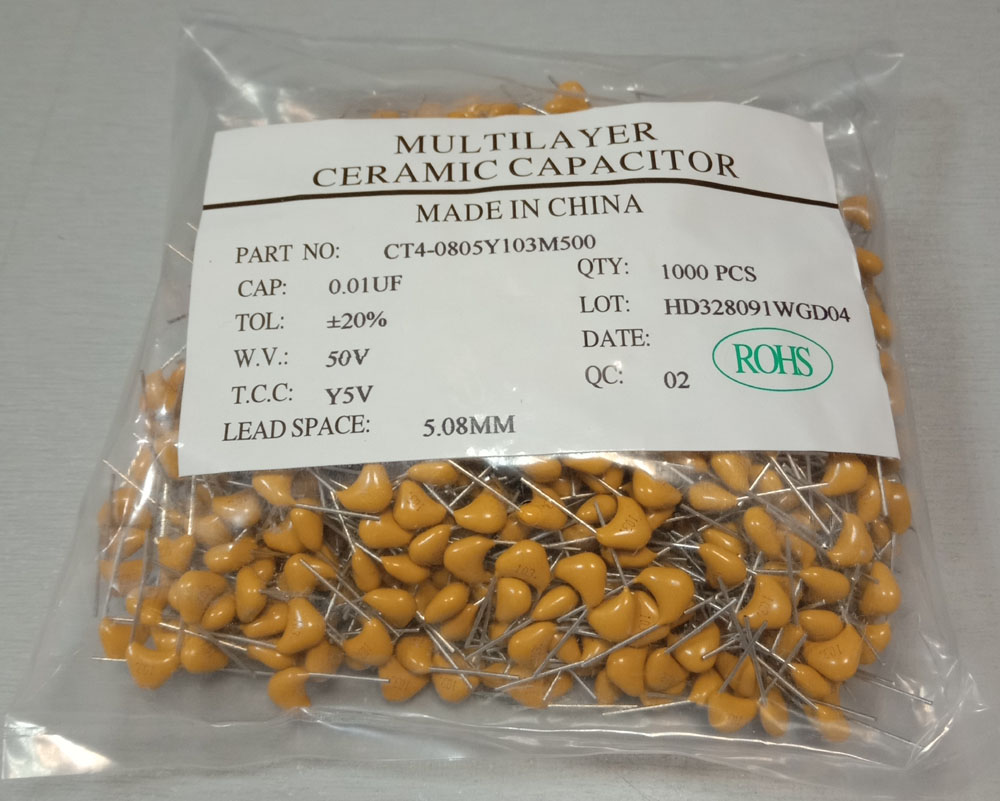 MULTILAYER
CERAMIC CAPACITOR
MADE IN CHINA
PART NO: CT4-0805Y103M500
CAP: 0.01UF QTY: 1000 PCS
TOL: ±20% LOT: HD328091WGD04
W.V.: 50V DATE:
T.C.C: Y5V QC: 02
ROHS
LEAD SPACE: 5.08MM
103